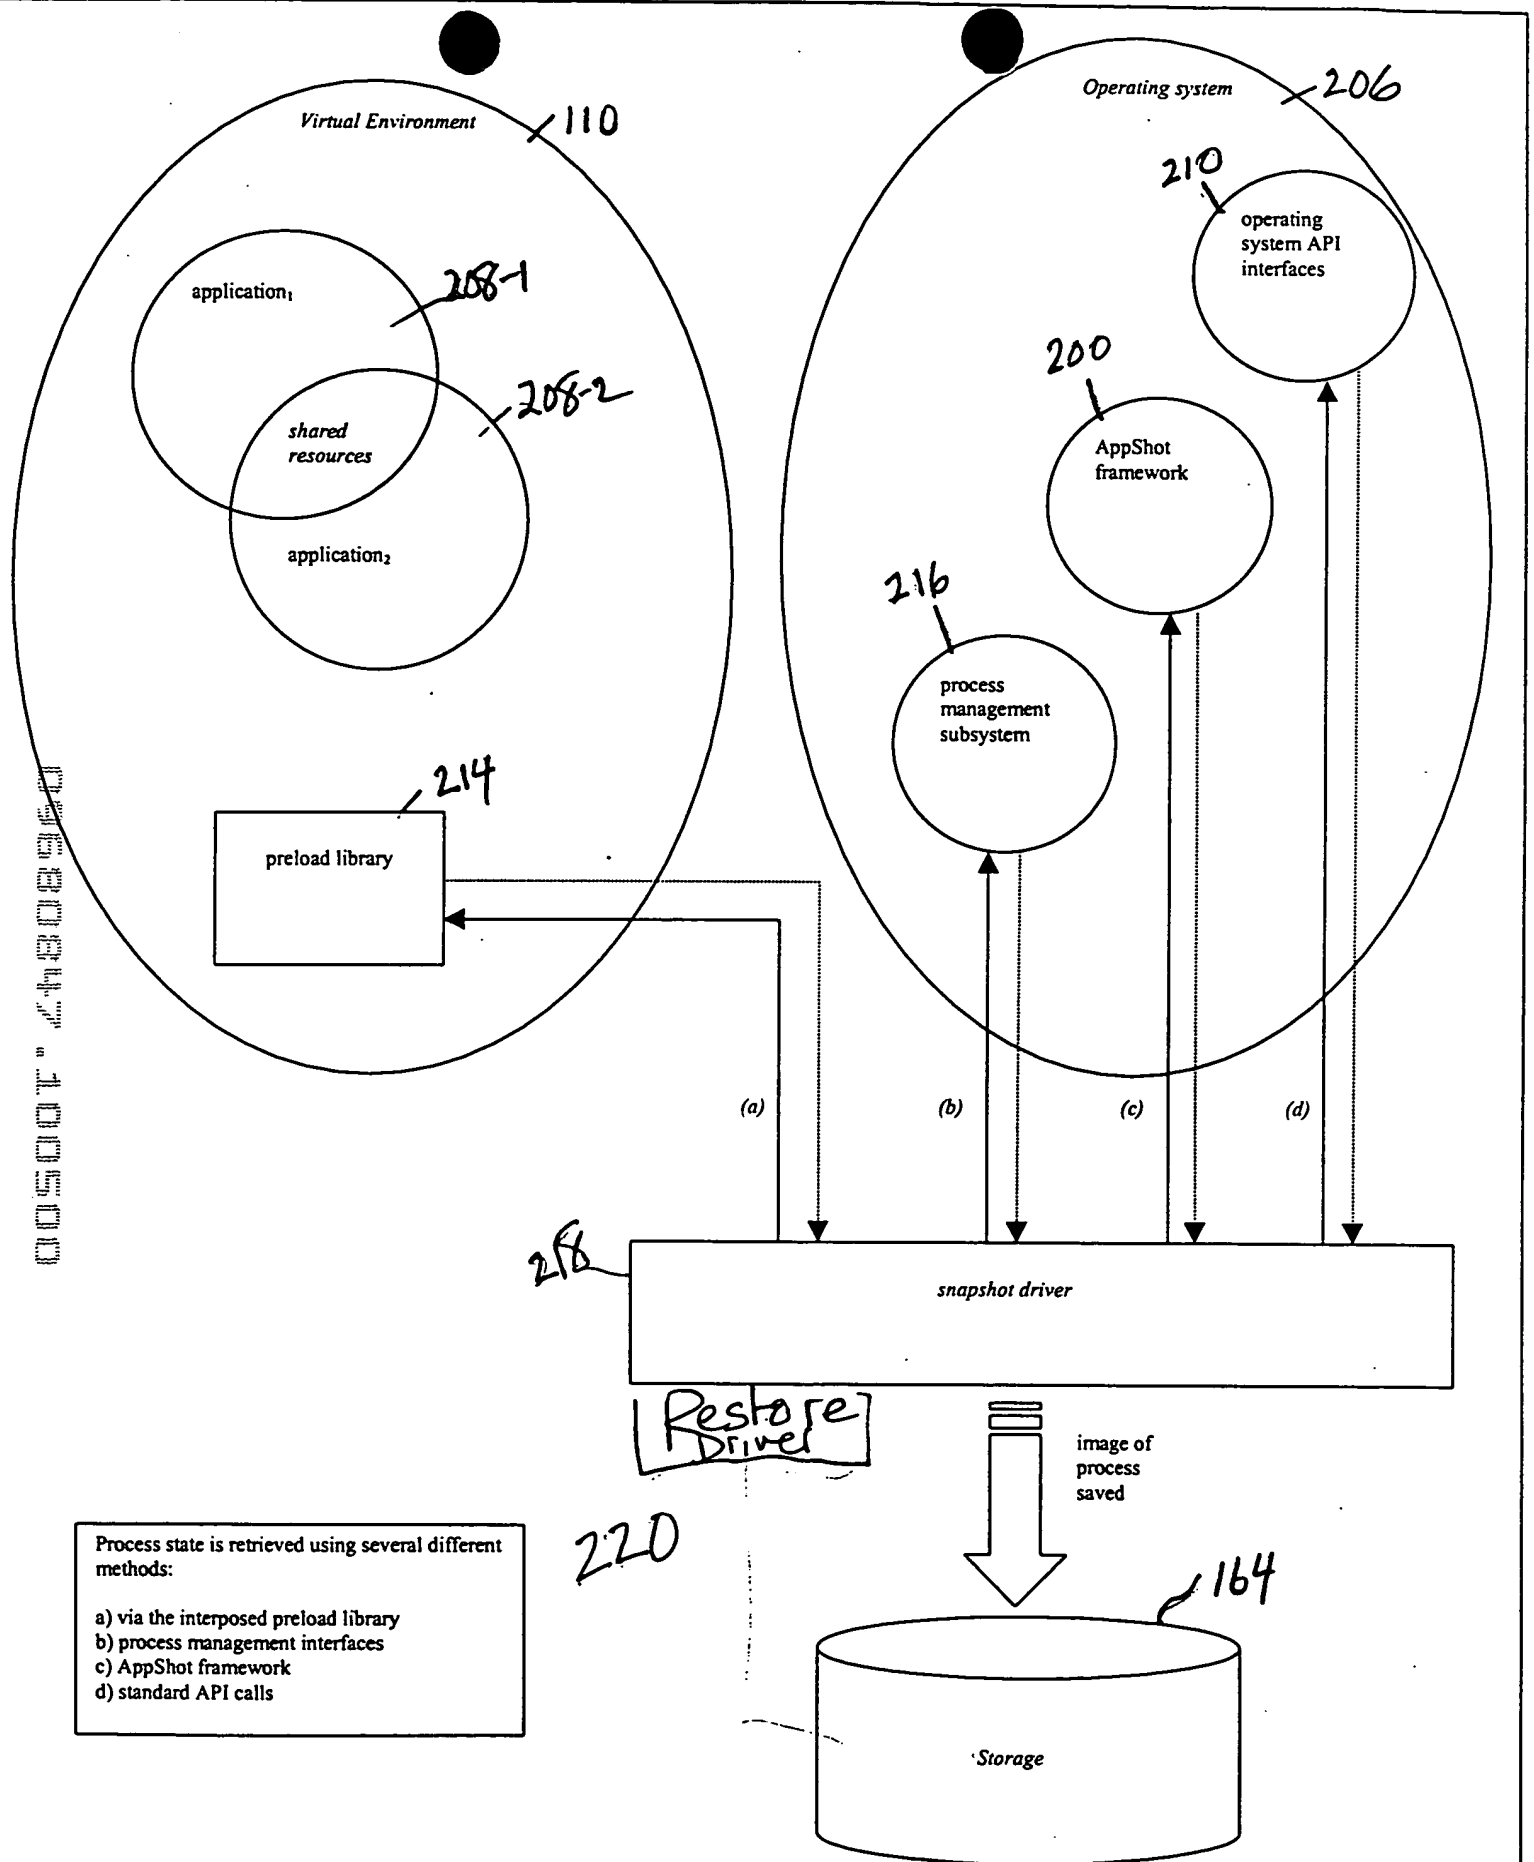 Virtual Environment
110
Operating system
206
210
operating
system API
interfaces
application₁
208-1
200
208-2
shared
resources
AppShot
framework
application₂
216
process
management
subsystem
214
preload library
09680847.100500
(a)
(b)
(c)
(d)
218
snapshot driver
Restore
Driver
image of
process
saved
220
Process state is retrieved using several different
methods:
a) via the interposed preload library
b) process management interfaces
c) AppShot framework
d) standard API calls
164
Storage